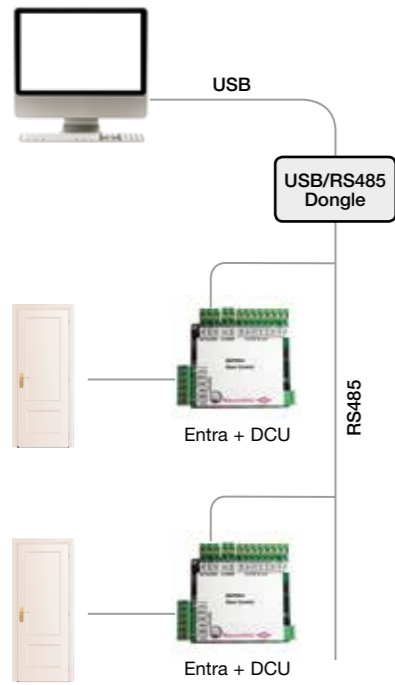 USB
USB/RS485
Dongle
RS485
Entra + DCU
Entra + DCU